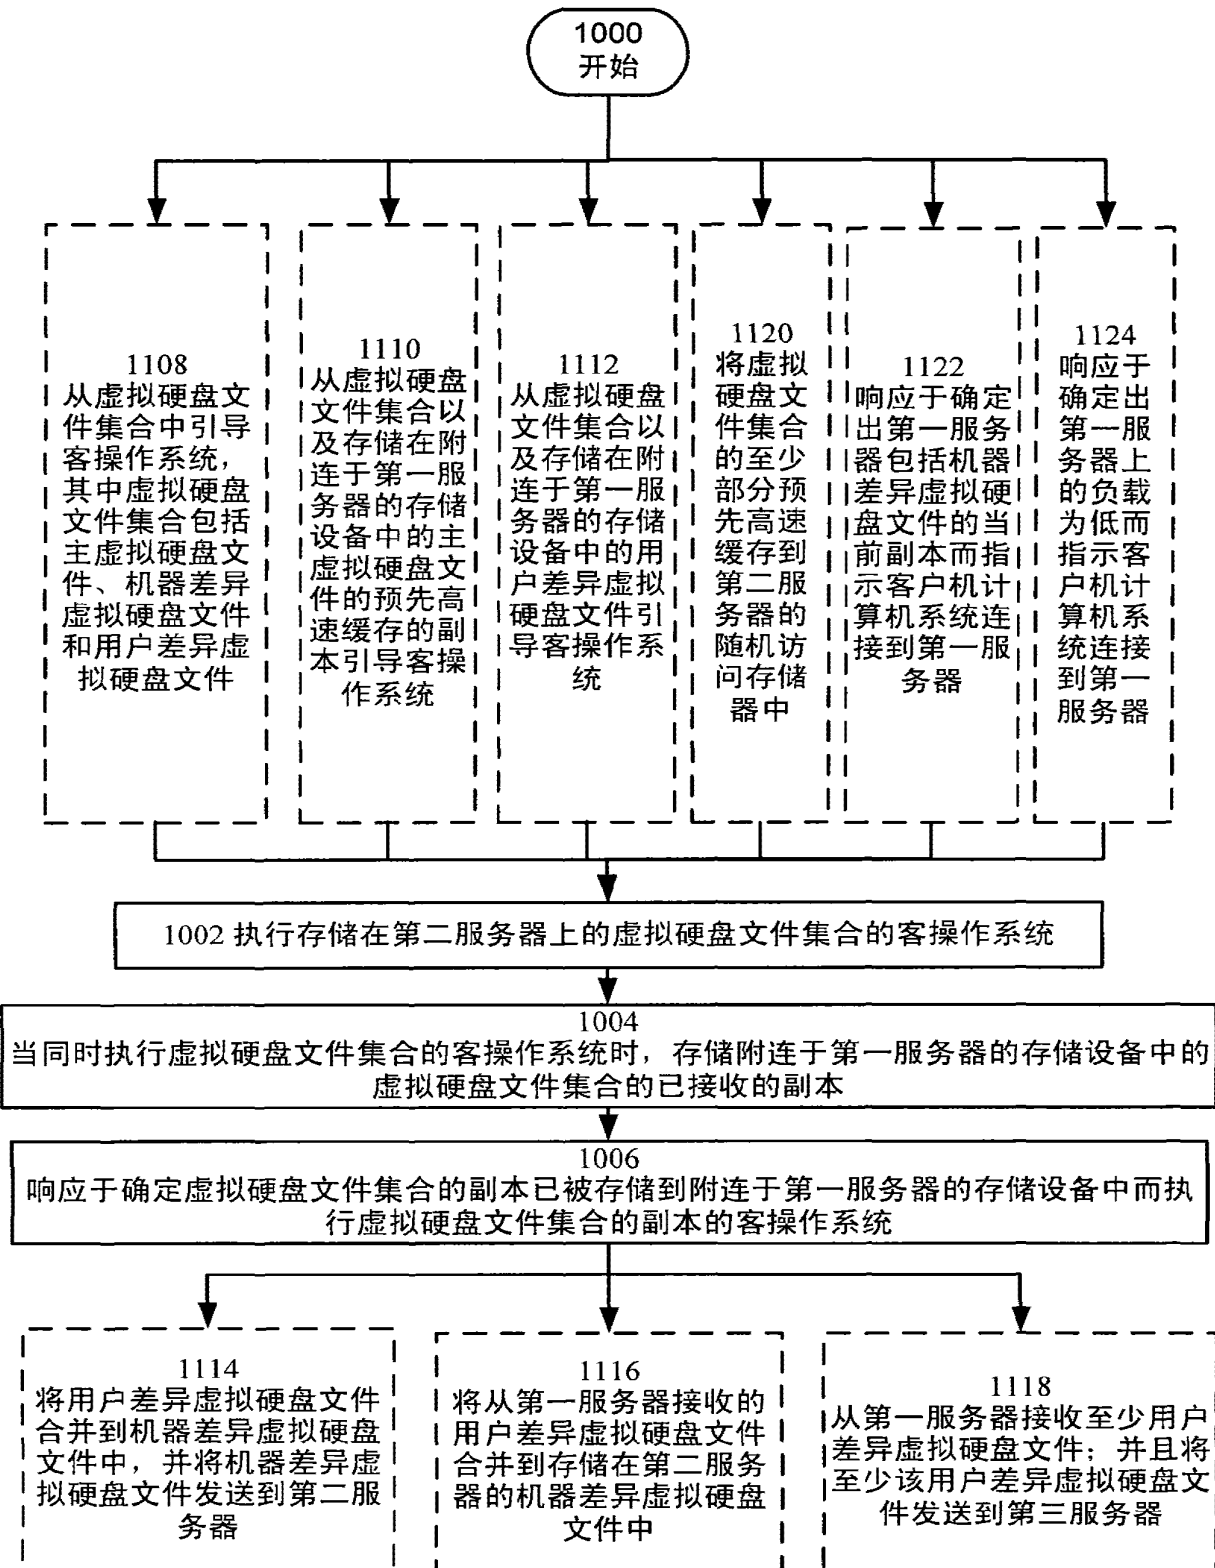 1000
开始
1108
从虚拟硬盘文
件集合中引导
客操作系统，
其中虚拟硬盘
文件集合包括
主虚拟硬盘文
件、机器差异
虚拟硬盘文件
和用户差异虚
拟硬盘文件
1110
从虚拟硬盘
文件集合以
及存储在附
连于第一服
务器的存储
设备中的主
虚拟硬盘文
件的预先高
速缓存的副
本引导客操
作系统
1112
从虚拟硬盘
文件集合以
及存储在附
连于第一服
务器的存储
设备中的用
户差异虚拟
硬盘文件引
导客操作系
统
1120
将虚拟
硬盘文
件集合
的至少
部分预
先高速
缓存到
第二服
务器的
随机访
问存储
器中
1122
响应于确定
出第一服务
器包括机器
差异虚拟硬
盘文件的当
前副本而指
示客户机计
算机系统连
接到第一服
务器
1124
响应于
确定出
第一服
务器上
的负载
为低而
指示客
户机计
算机系
统连接
到第一
服务器
1002 执行存储在第二服务器上的虚拟硬盘文件集合的客操作系统
1004
当同时执行虚拟硬盘文件集合的客操作系统时，存储附连于第一服务器的存储设备中的
虚拟硬盘文件集合的已接收的副本
1006
响应于确定虚拟硬盘文件集合的副本已被存储到附连于第一服务器的存储设备中而执
行虚拟硬盘文件集合的副本的客操作系统
1114
将用户差异虚拟硬盘文件
合并到机器差异虚拟硬盘
文件中，并将机器差异虚
拟硬盘文件发送到第二服
务器
1116
将从第一服务器接收的
用户差异虚拟硬盘文件
合并到存储在第二服务
器的机器差异虚拟硬盘
文件中
1118
从第一服务器接收至少用户
差异虚拟硬盘文件；并且将
至少该用户差异虚拟硬盘文
件发送到第三服务器